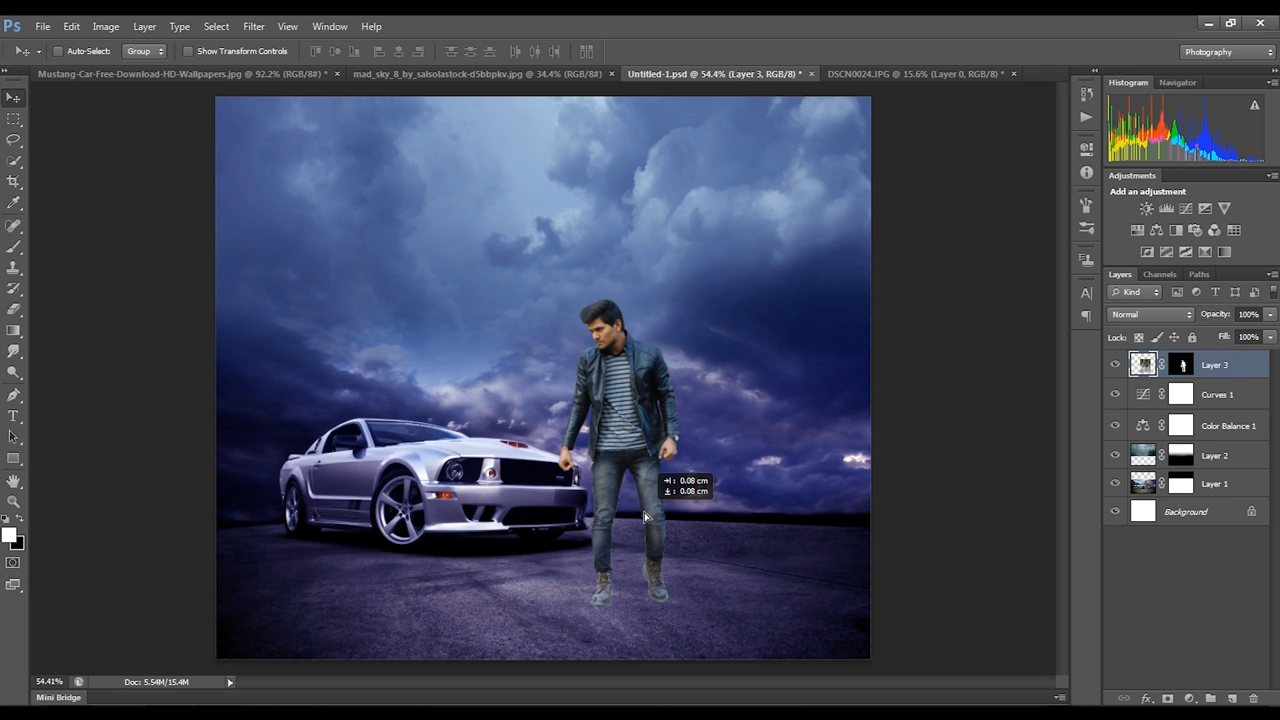 Ps File Edit Image Layer Type Select Filter View Window Help
Auto-Select: Group Show Transform Controls Photography
Mustang-Car-Free-Download-HD-Wallpapers.jpg @ 92.2% (RGB/8#) * × mad_sky_8_by_salsolastock-d5bbpkv.jpg @ 34.4% (RGB/8#) × Untitled-1.psd @ 54.4% (Layer 3, RGB/8) * × DSCN0024.JPG @ 15.6% (Layer 0, RGB/8) * ×
Histogram Navigator
Adjustments
Add an adjustment
Layers Channels Paths
Kind
Normal Opacity: 100%
Lock: Fill: 100%
Layer 3
Curves 1
Color Balance 1
Layer 2
Layer 1
Background
0.08 cm
0.08 cm
54.41% Doc: 5.54M/15.4M
Mini Bridge